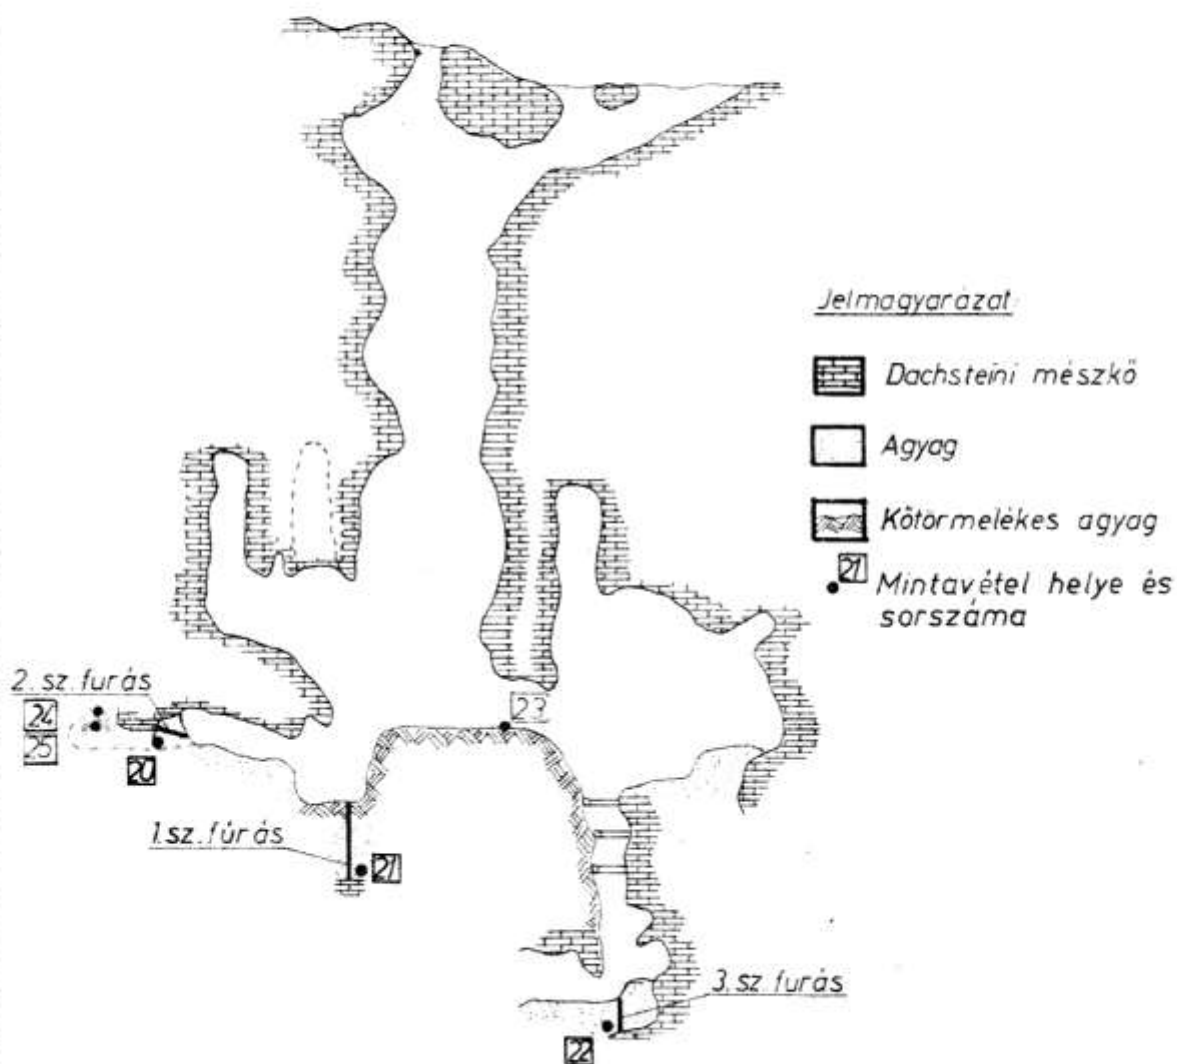 Jelmagyarázat:
Dachsteini mészkő
Agyag
Kőtörmelékes agyag
21
Mintavétel helye és
sorszáma
2. sz. furás
24
25
20
23
1. sz. fúrás
21
3. sz. furás
22